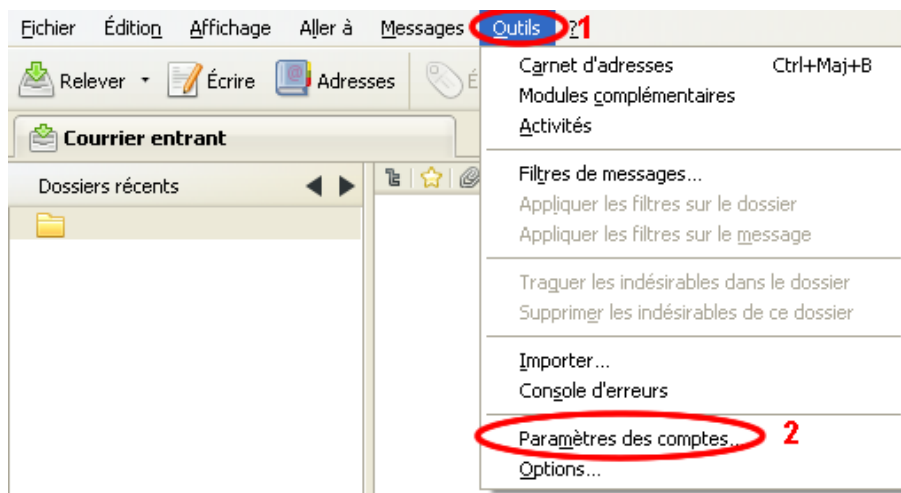 Fichier Édition Affichage Aller à Messages Outils ? 1
Relever Écrire Adresses É
Courrier entrant
Dossiers récents
Carnet d'adresses Ctrl+Maj+B
Modules complémentaires
Activités
Filtres de messages...
Appliquer les filtres sur le dossier
Appliquer les filtres sur le message
Traquer les indésirables dans le dossier
Supprimer les indésirables de ce dossier
Importer...
Console d'erreurs
Paramètres des comptes... 2
Options...